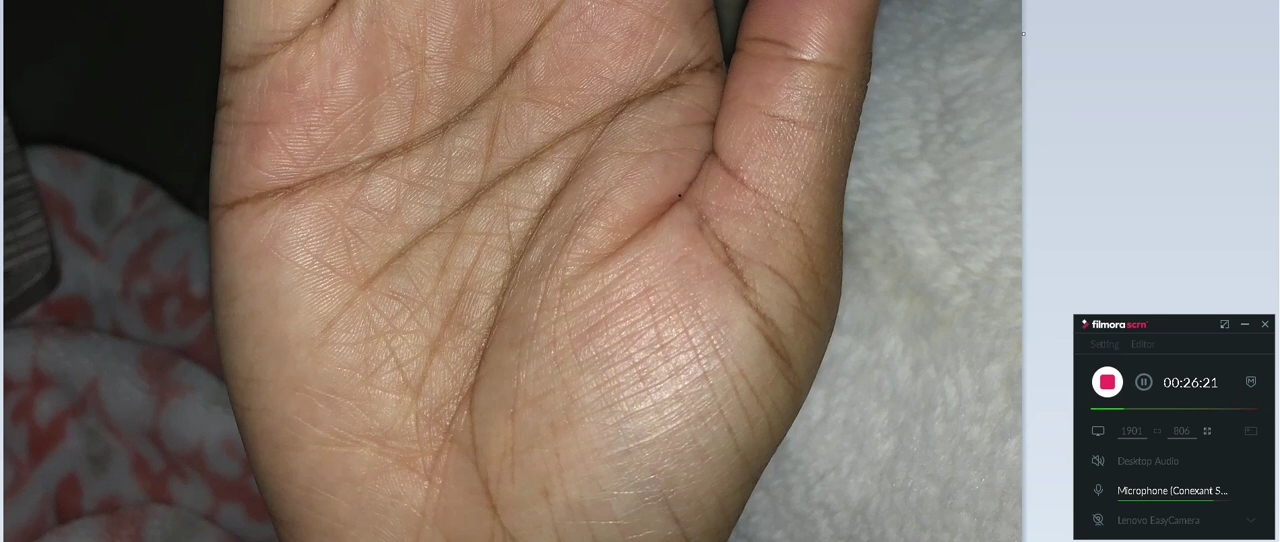 filmora scrn
Setting Editor
00:26:21
1901 806
Desktop Audio
Microphone (Conexant S...
Lenovo EasyCamera